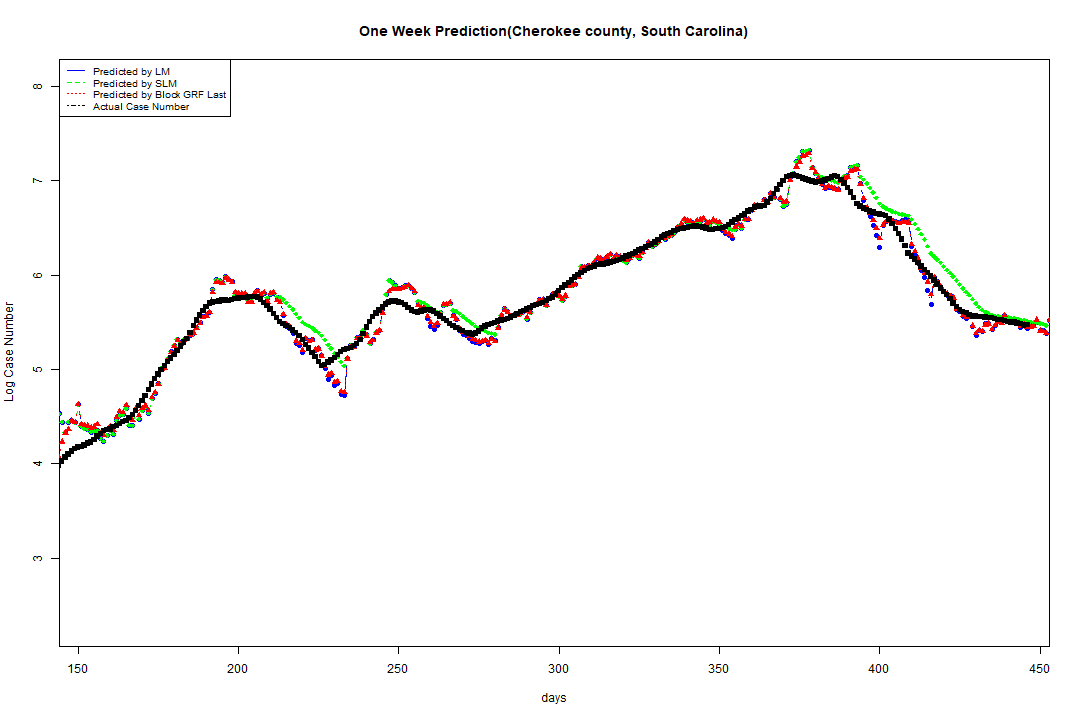 One Week Prediction(Cherokee county, South Carolina)
Predicted by LM
Predicted by SLM
Predicted by Block GRF Last
Actual Case Number
8
7
6
5
4
3
Log Case Number
150 200 250 300 350 400 450
days